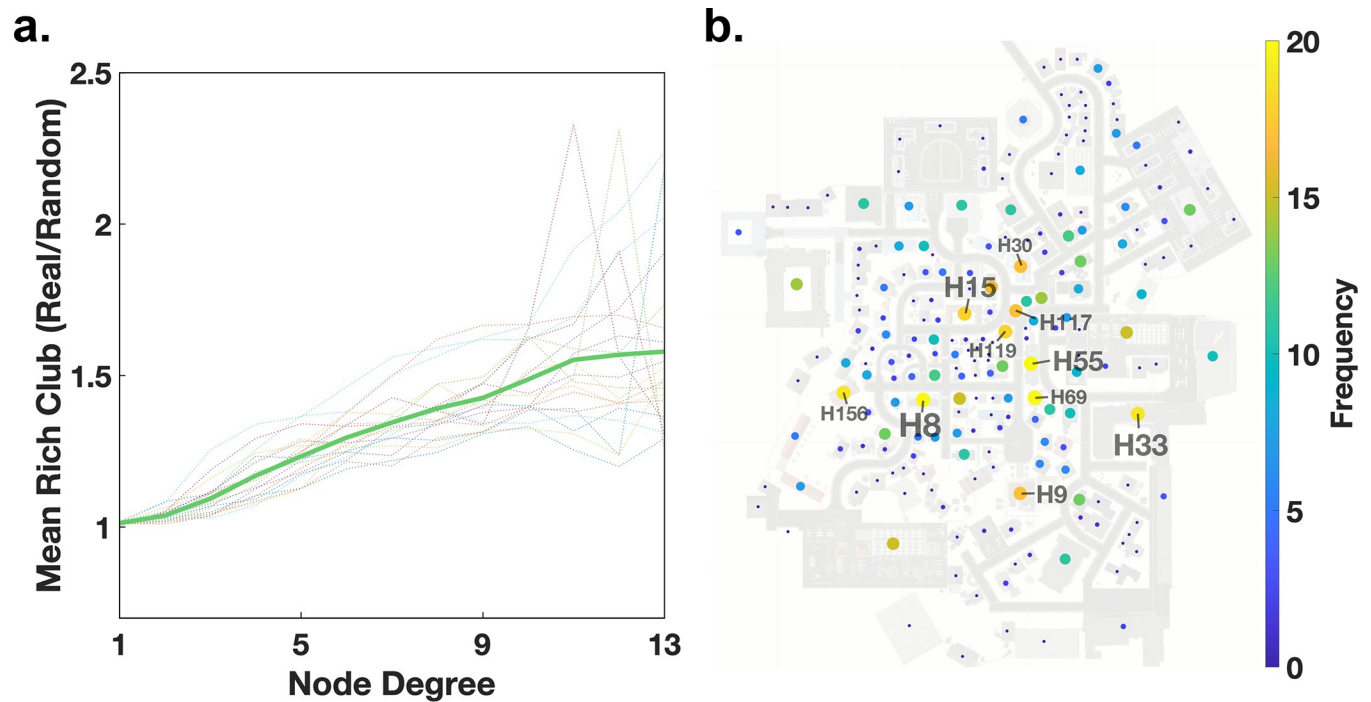 a.
b.
2.5
2
1.5
1
Mean Rich Club (Real/Random)
1
5
9
13
Node Degree
H30
H15
H117
H119
H55
H156
H8
H69
H33
H9
20
15
10
5
0
Frequency